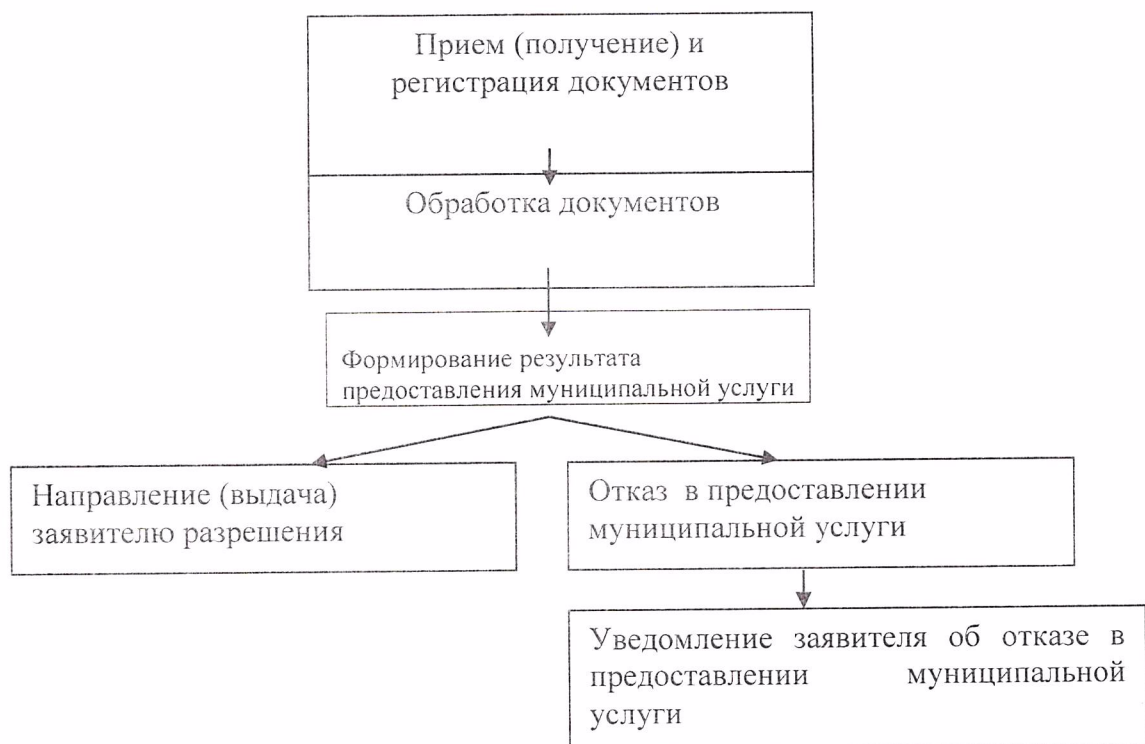 Прием (получение) и
регистрация документов
Обработка документов
Формирование результата
предоставления муниципальной услуги
Направление (выдача)
заявителю разрешения
Отказ в предоставлении
муниципальной услуги
Уведомление заявителя об отказе в
предоставлении муниципальной
услуги